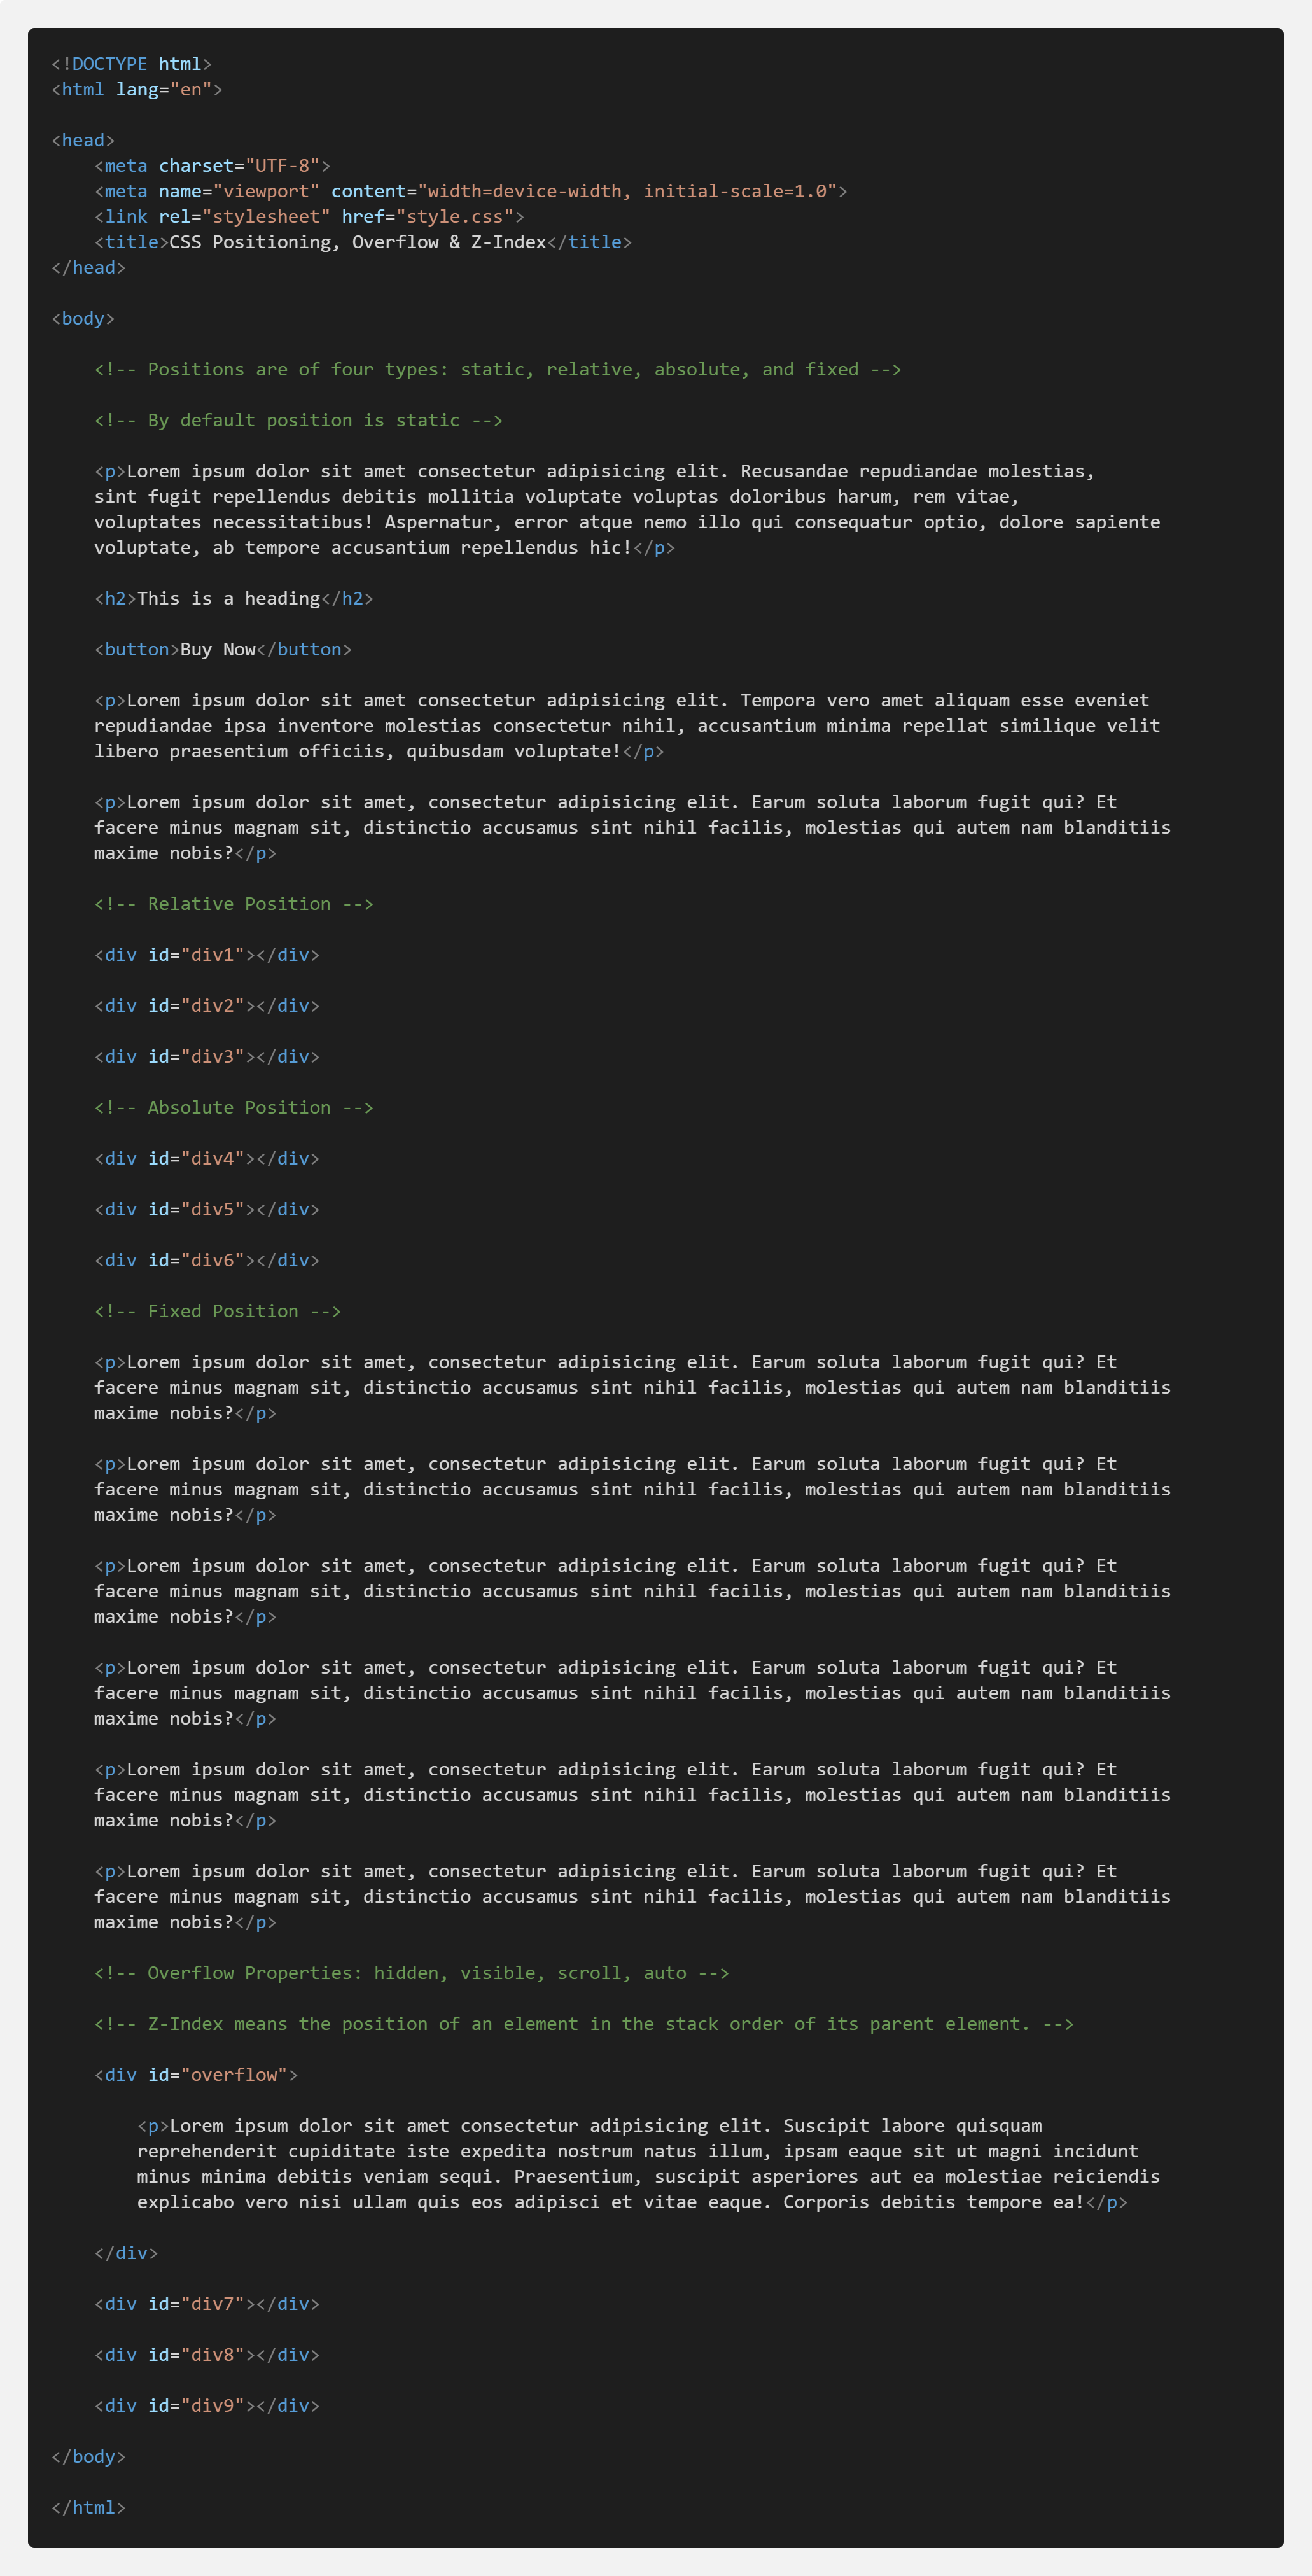 <!DOCTYPE html>
<html lang="en">
<head>
<meta charset="UTF-8">
<meta name="viewport" content="width=device-width, initial-scale=1.0">
<link rel="stylesheet" href="style.css">
<title>CSS Positioning, Overflow & Z-Index</title>
</head>
<body>
<!-- Positions are of four types: static, relative, absolute, and fixed -->
<!-- By default position is static -->
<p>Lorem ipsum dolor sit amet consectetur adipisicing elit. Recusandae repudiandae molestias,
sint fugit repellendus debitis mollitia voluptate voluptas doloribus harum, rem vitae,
voluptates necessitatibus! Aspernatur, error atque nemo illo qui consequatur optio, dolore sapiente
voluptate, ab tempore accusantium repellendus hic!</p>
<h2>This is a heading</h2>
<button>Buy Now</button>
<p>Lorem ipsum dolor sit amet consectetur adipisicing elit. Tempora vero amet aliquam esse eveniet
repudiandae ipsa inventore molestias consectetur nihil, accusantium minima repellat similique velit
libero praesentium officiis, quibusdam voluptate!</p>
<p>Lorem ipsum dolor sit amet, consectetur adipisicing elit. Earum soluta laborum fugit qui? Et
facere minus magnam sit, distinctio accusamus sint nihil facilis, molestias qui autem nam blanditiis
maxime nobis?</p>
<!-- Relative Position -->
<div id="div1"></div>
<div id="div2"></div>
<div id="div3"></div>
<!-- Absolute Position -->
<div id="div4"></div>
<div id="div5"></div>
<div id="div6"></div>
<!-- Fixed Position -->
<p>Lorem ipsum dolor sit amet, consectetur adipisicing elit. Earum soluta laborum fugit qui? Et
facere minus magnam sit, distinctio accusamus sint nihil facilis, molestias qui autem nam blanditiis
maxime nobis?</p>
<p>Lorem ipsum dolor sit amet, consectetur adipisicing elit. Earum soluta laborum fugit qui? Et
facere minus magnam sit, distinctio accusamus sint nihil facilis, molestias qui autem nam blanditiis
maxime nobis?</p>
<p>Lorem ipsum dolor sit amet, consectetur adipisicing elit. Earum soluta laborum fugit qui? Et
facere minus magnam sit, distinctio accusamus sint nihil facilis, molestias qui autem nam blanditiis
maxime nobis?</p>
<p>Lorem ipsum dolor sit amet, consectetur adipisicing elit. Earum soluta laborum fugit qui? Et
facere minus magnam sit, distinctio accusamus sint nihil facilis, molestias qui autem nam blanditiis
maxime nobis?</p>
<p>Lorem ipsum dolor sit amet, consectetur adipisicing elit. Earum soluta laborum fugit qui? Et
facere minus magnam sit, distinctio accusamus sint nihil facilis, molestias qui autem nam blanditiis
maxime nobis?</p>
<p>Lorem ipsum dolor sit amet, consectetur adipisicing elit. Earum soluta laborum fugit qui? Et
facere minus magnam sit, distinctio accusamus sint nihil facilis, molestias qui autem nam blanditiis
maxime nobis?</p>
<!-- Overflow Properties: hidden, visible, scroll, auto -->
<!-- Z-Index means the position of an element in the stack order of its parent element. -->
<div id="overflow">
<p>Lorem ipsum dolor sit amet consectetur adipisicing elit. Suscipit labore quisquam
reprehenderit cupiditate iste expedita nostrum natus illum, ipsam eaque sit ut magni incidunt
minus minima debitis veniam sequi. Praesentium, suscipit asperiores aut ea molestiae reiciendis
explicabo vero nisi ullam quis eos adipisci et vitae eaque. Corporis debitis tempore ea!</p>
</div>
<div id="div7"></div>
<div id="div8"></div>
<div id="div9"></div>
</body>
</html>